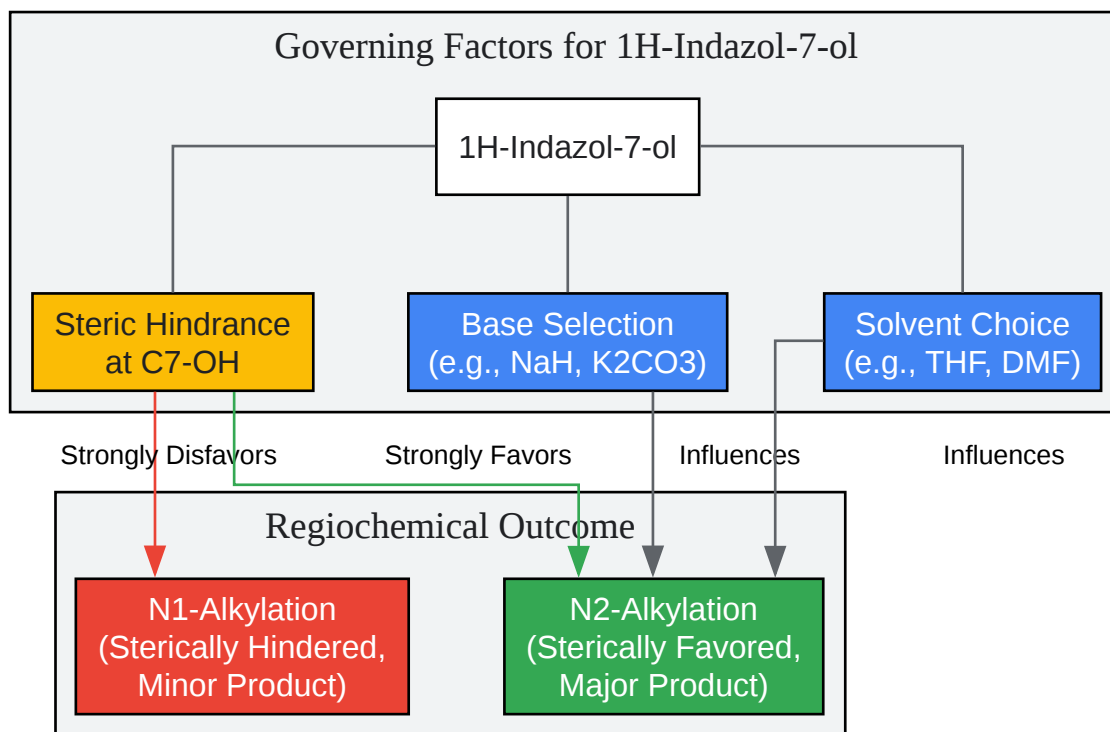 Governing Factors for 1H-Indazol-7-ol
1H-Indazol-7-ol
Steric Hindrance
at C7-OH
Base Selection
(e.g., NaH, K2CO3)
Solvent Choice
(e.g., THF, DMF)
Strongly Disfavors
Strongly Favors
Influences
Influences
Regiochemical Outcome
N1-Alkylation
(Sterically Hindered,
Minor Product)
N2-Alkylation
(Sterically Favored,
Major Product)